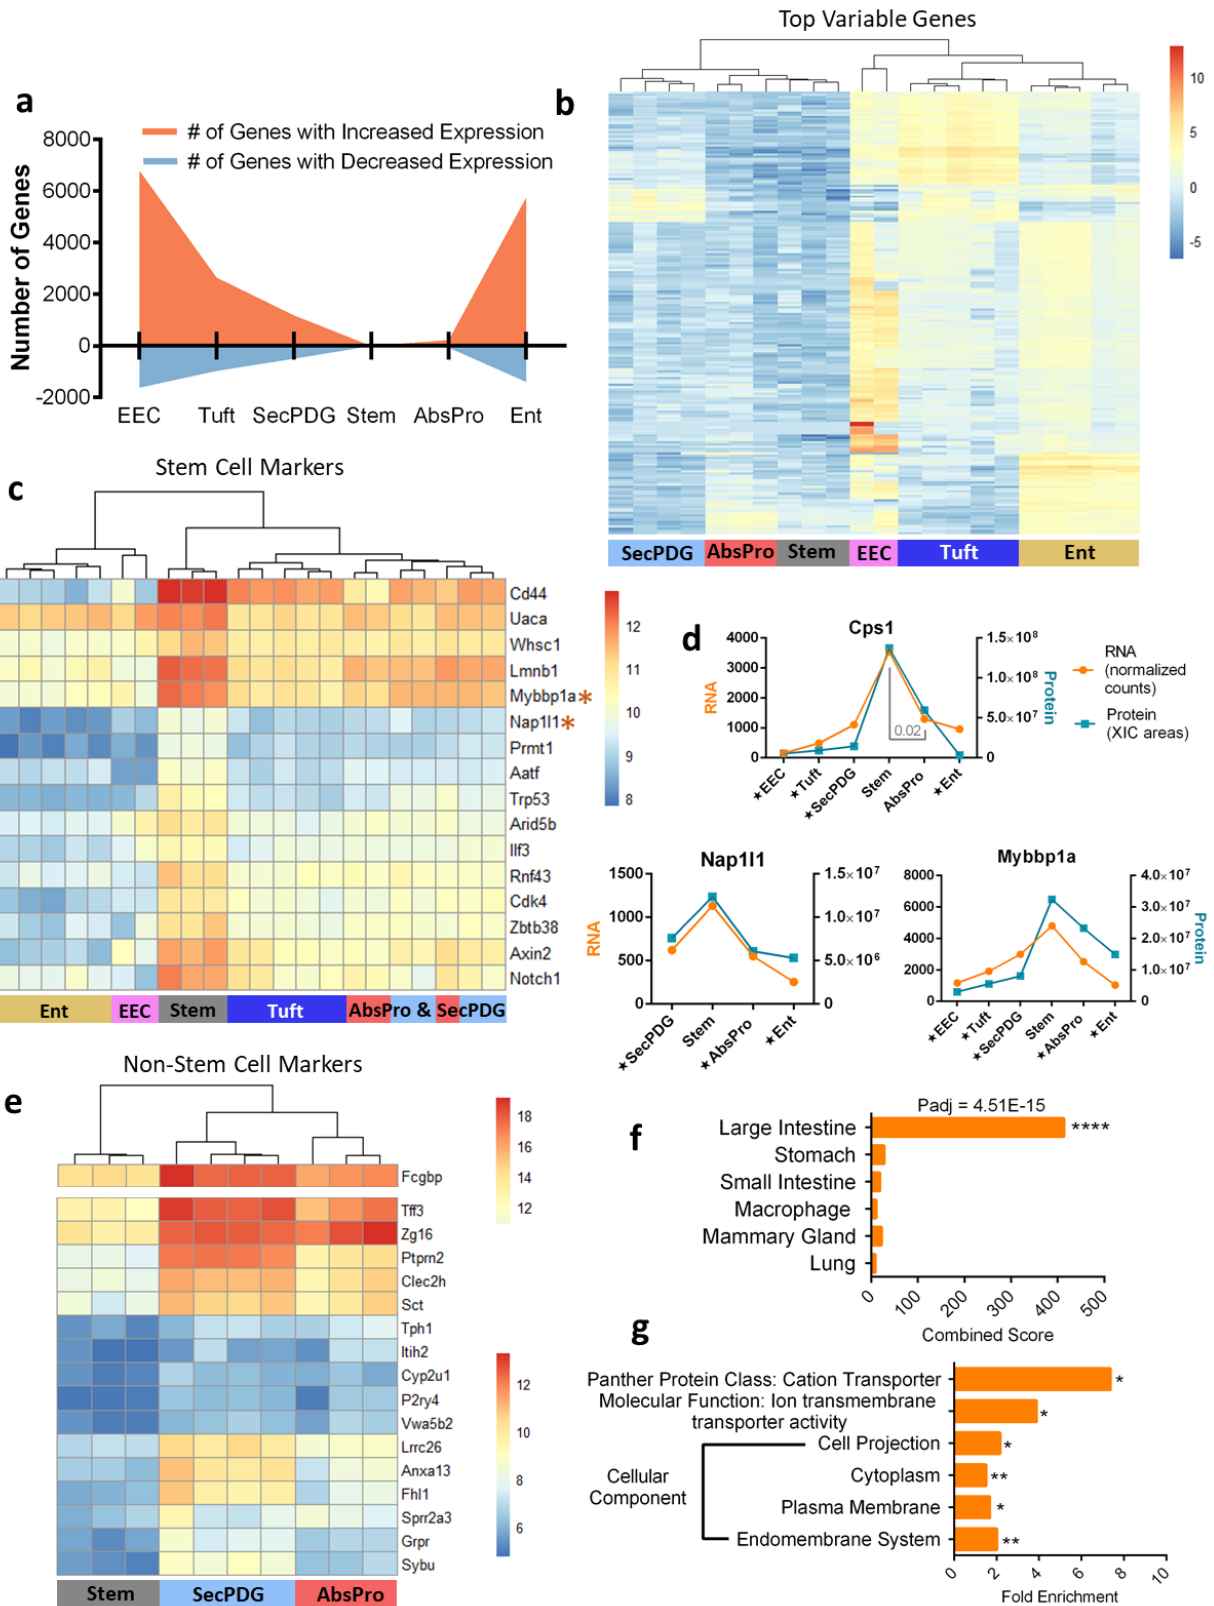 a
# of Genes with Increased Expression
# of Genes with Decreased Expression
Number of Genes
8000
6000
4000
2000
0
-2000
EEC Tuft SecPDG Stem AbsPro Ent
b
Top Variable Genes
10
5
0
-5
SecPDG AbsPro Stem EEC Tuft Ent
c
Stem Cell Markers
Cd44
Uaca
Whsc1
Lmnb1
Mybbp1a*
Nap1l1*
Prmt1
Aatf
Trp53
Arid5b
Ilf3
Rnf43
Cdk4
Zbtb38
Axin2
Notch1
12
11
10
9
8
Ent EEC Stem Tuft AbsPro & SecPDG
d
Cps1
RNA
4000
3000
2000
1000
0
0.02
1.5×10⁸
1.0×10⁸
5.0×10⁷
0
Protein
★EEC ★Tuft ★SecPDG Stem AbsPro ★Ent
RNA
(normalized
counts)
Protein
(XIC areas)
Nap1l1
RNA
1500
1000
500
0
1.5×10⁷
1.0×10⁷
5.0×10⁶
0
★SecPDG Stem ★AbsPro ★Ent
Mybbp1a
8000
6000
4000
2000
0
4.0×10⁷
3.0×10⁷
2.0×10⁷
1.0×10⁷
0
Protein
★EEC ★Tuft ★SecPDG Stem ★AbsPro ★Ent
e
Non-Stem Cell Markers
Fcgbp
Tff3
Zg16
Ptprn2
Clec2h
Sct
Tph1
Itih2
Cyp2u1
P2ry4
Vwa5b2
Lrrc26
Anxa13
Fhl1
Sprr2a3
Grpr
Sybu
18
16
14
12
12
10
8
6
Stem SecPDG AbsPro
f
Padj = 4.51E-15
Large Intestine ****
Stomach
Small Intestine
Macrophage
Mammary Gland
Lung
0 100 200 300 400 500
Combined Score
g
Panther Protein Class: Cation Transporter *
Molecular Function: Ion transmembrane
transporter activity *
Cellular
Component
Cell Projection *
Cytoplasm **
Plasma Membrane *
Endomembrane System **
0 2 4 6 8 10
Fold Enrichment